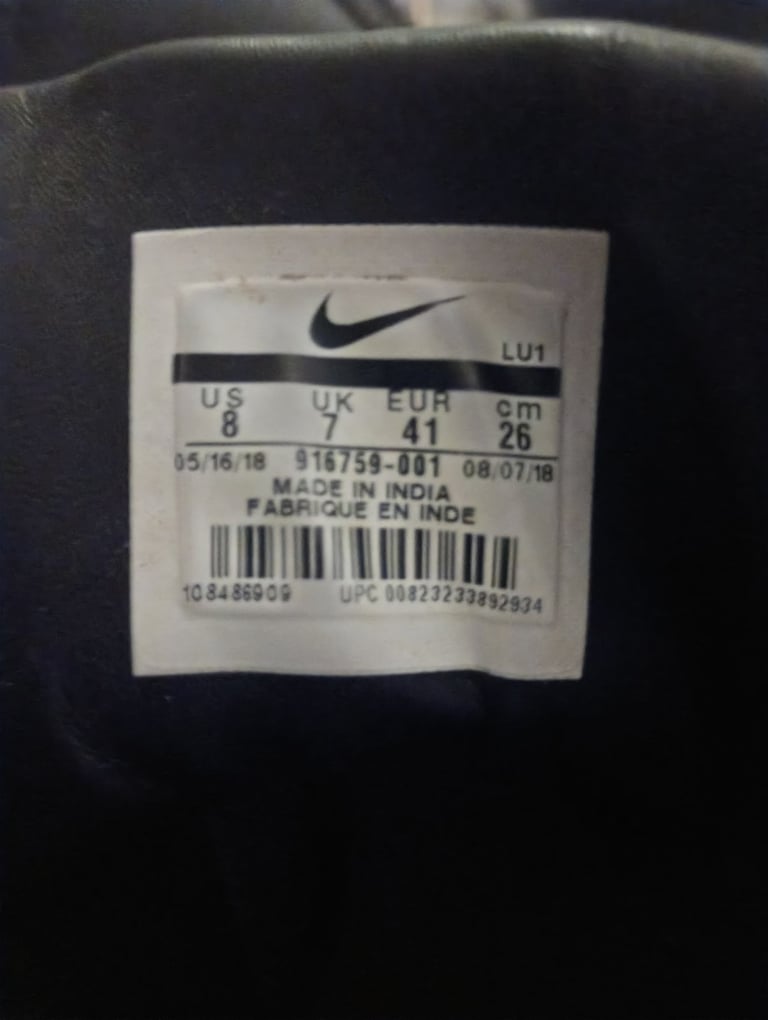 LU1
US UK EUR cm
8 7 41 26
05/16/18 916759-001 08/07/18
MADE IN INDIA
FABRIQUE EN INDE
108486909 UPC 00823233892934